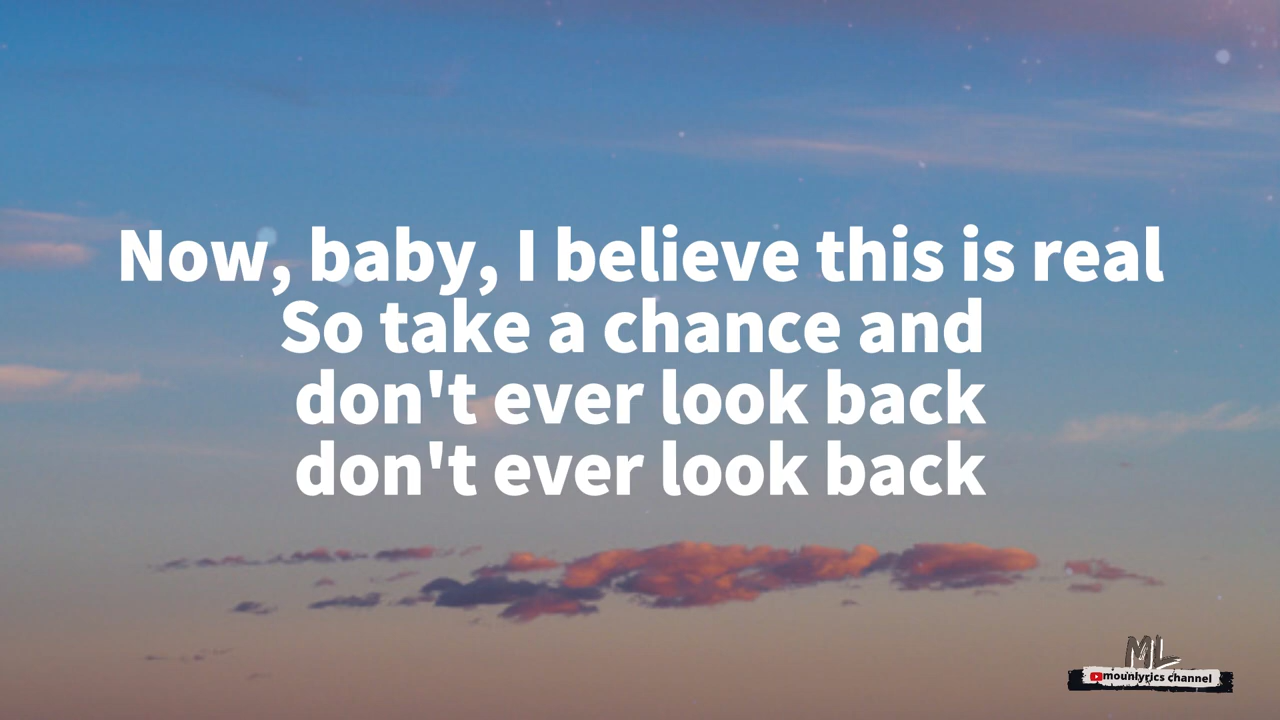 Now, baby, I believe this is real
So take a chance and
don't ever look back
don't ever look back
ML
mounlyrics channel